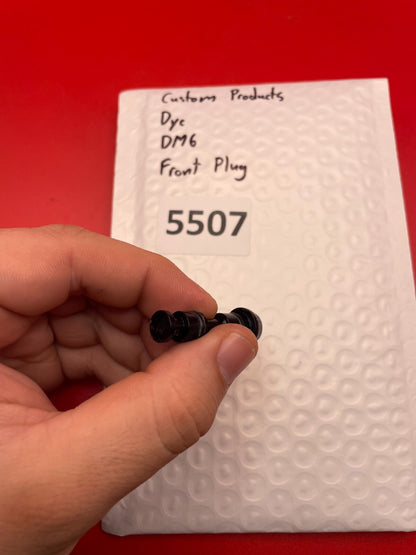 Custom Products
Dye
DM6
Front Plug
5507